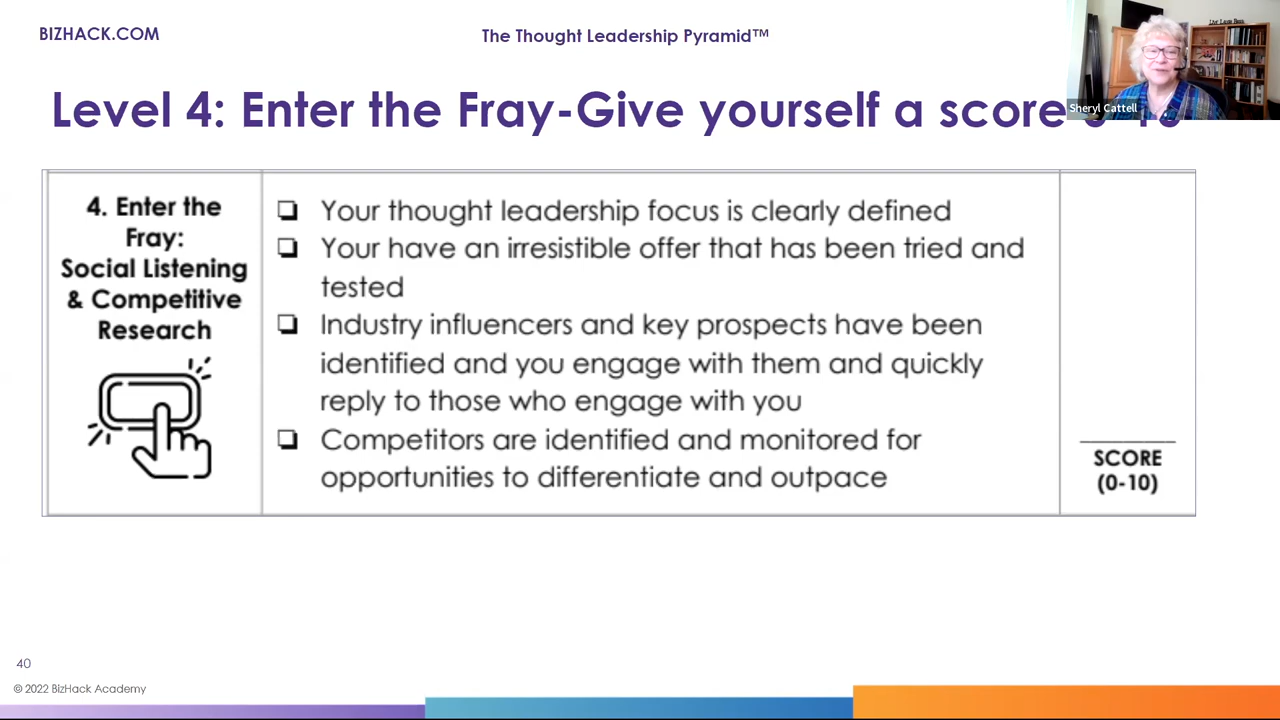 BIZHACK.COM
The Thought Leadership Pyramid™
Level 4: Enter the Fray-Give yourself a score
Sheryl Cattell
4. Enter the
Fray:
Social Listening
& Competitive
Research
❏ Your thought leadership focus is clearly defined
❏ Your have an irresistible offer that has been tried and
tested
❏ Industry influencers and key prospects have been
identified and you engage with them and quickly
reply to those who engage with you
❏ Competitors are identified and monitored for
opportunities to differentiate and outpace
SCORE
(0-10)
40
© 2022 BizHack Academy